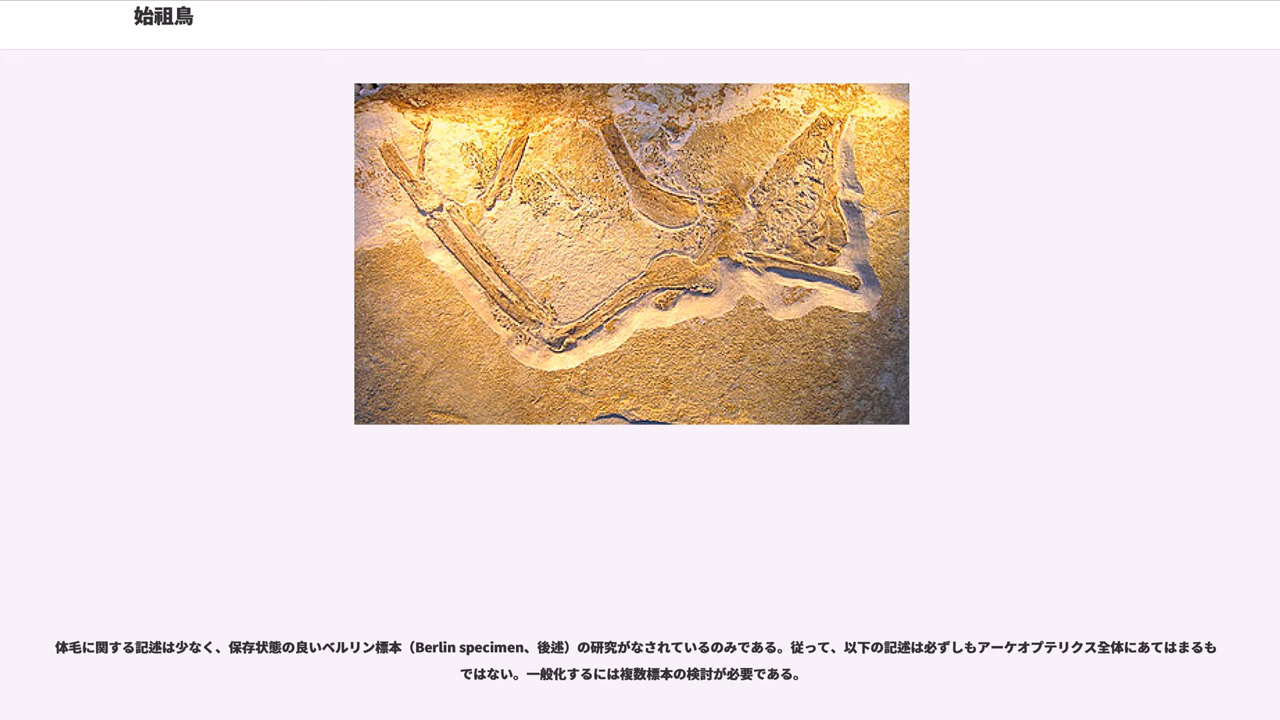 始祖鳥
体毛に関する記述は少なく、保存状態の良いベルリン標本（Berlin specimen、後述）の研究がなされているのみである。従って、以下の記述は必ずしもアーケオプテリクス全体にあてはまるも
ではない。一般化するには複数標本の検討が必要である。